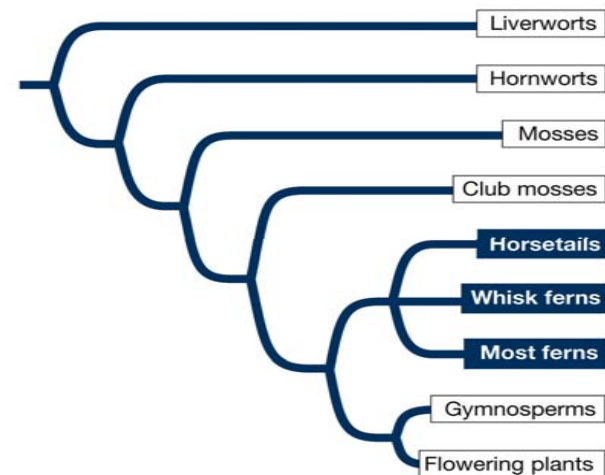 Liverworts
Hornworts
Mosses
Club mosses
Horsetails
Whisk ferns
Most ferns
Gymnosperms
Flowering plants